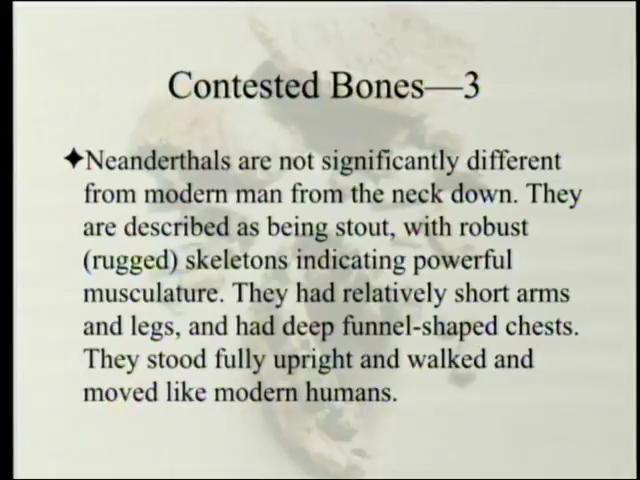 Contested Bones—3
✦Neanderthals are not significantly different
from modern man from the neck down. They
are described as being stout, with robust
(rugged) skeletons indicating powerful
musculature. They had relatively short arms
and legs, and had deep funnel-shaped chests.
They stood fully upright and walked and
moved like modern humans.